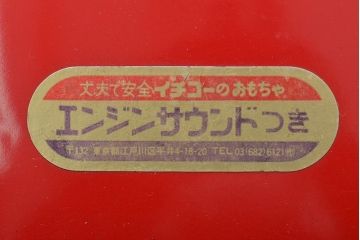 丈夫で安全イチコーのおもちゃ
エンジンサウンドつき
〒132 東京都江戸川区平井4-18-20 TEL 03(682)6121㈹